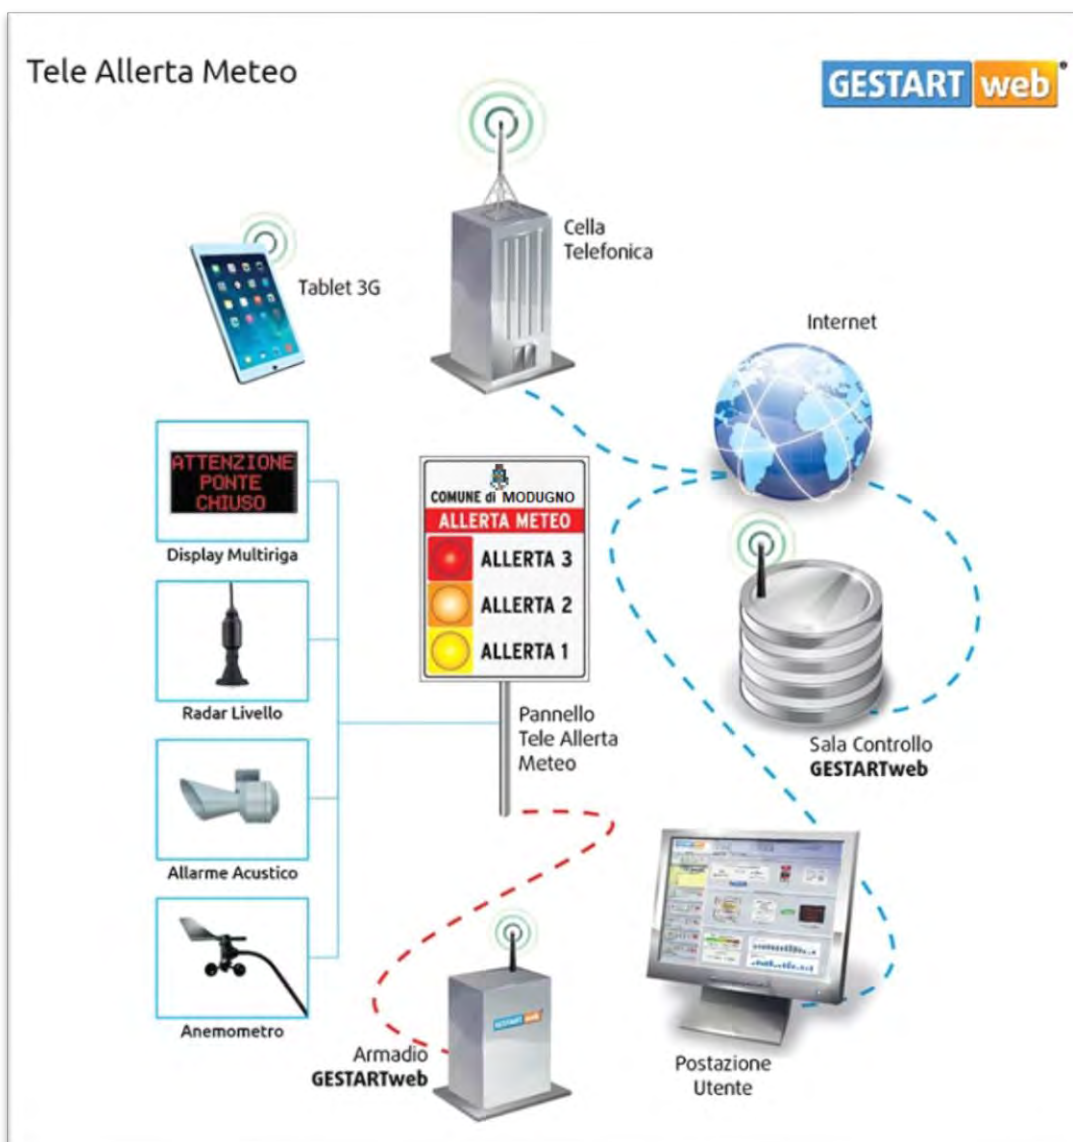 Tele Allerta Meteo
GESTART web
Cella
Telefonica
Tablet 3G
Internet
ATTENZIONE
PONTE
CHIUSO
Display Multiriga
COMUNE di MODUGNO
ALLERTA METEO
ALLERTA 3
ALLERTA 2
ALLERTA 1
Radar Livello
Pannello
Tele Allerta
Meteo
Sala Controllo
GESTARTweb
Allarme Acustico
Anemometro
GESTART web
Armadio
GESTARTweb
Postazione
Utente